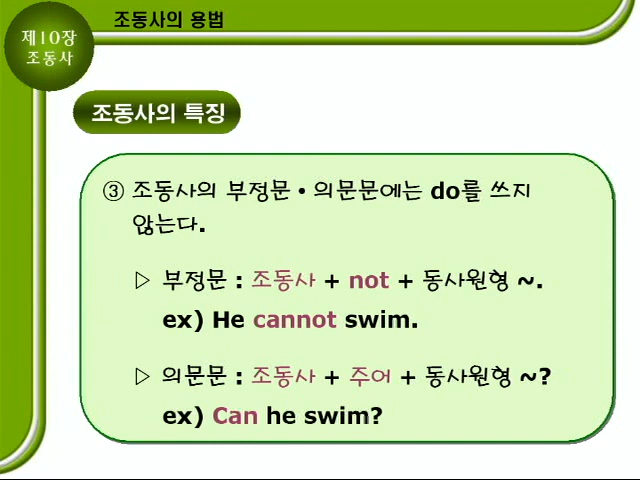 조동사의 용법
제10장
조동사
조동사의 특징
③ 조동사의 부정문 • 의문문에는 do를 쓰지
않는다.
▷ 부정문 : 조동사 + not + 동사원형 ~.
ex) He cannot swim.
▷ 의문문 : 조동사 + 주어 + 동사원형 ~?
ex) Can he swim?